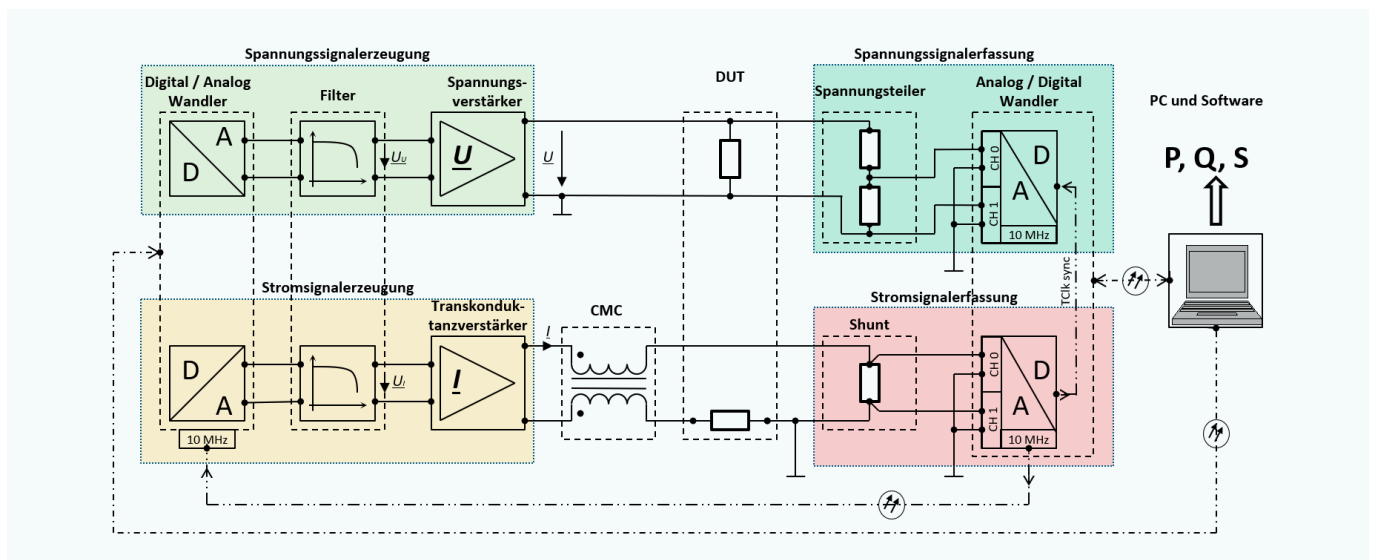 Spannungssignalerzeugung
Digital / Analog
Wandler
Filter
Spannungs-
verstärker
A
D
U_U
U
U
DUT
Spannungssignalerfassung
Spannungsteiler
Analog / Digital
Wandler
CH 0
CH 1
D
A
10 MHz
PC und Software
P, Q, S
TClk sync
Stromsignalerzeugung
Transkonduk-
tanzverstärker
D
A
10 MHz
U_I
I
I
CMC
Stromsignalerfassung
Shunt
CH 0
CH 1
D
A
10 MHz